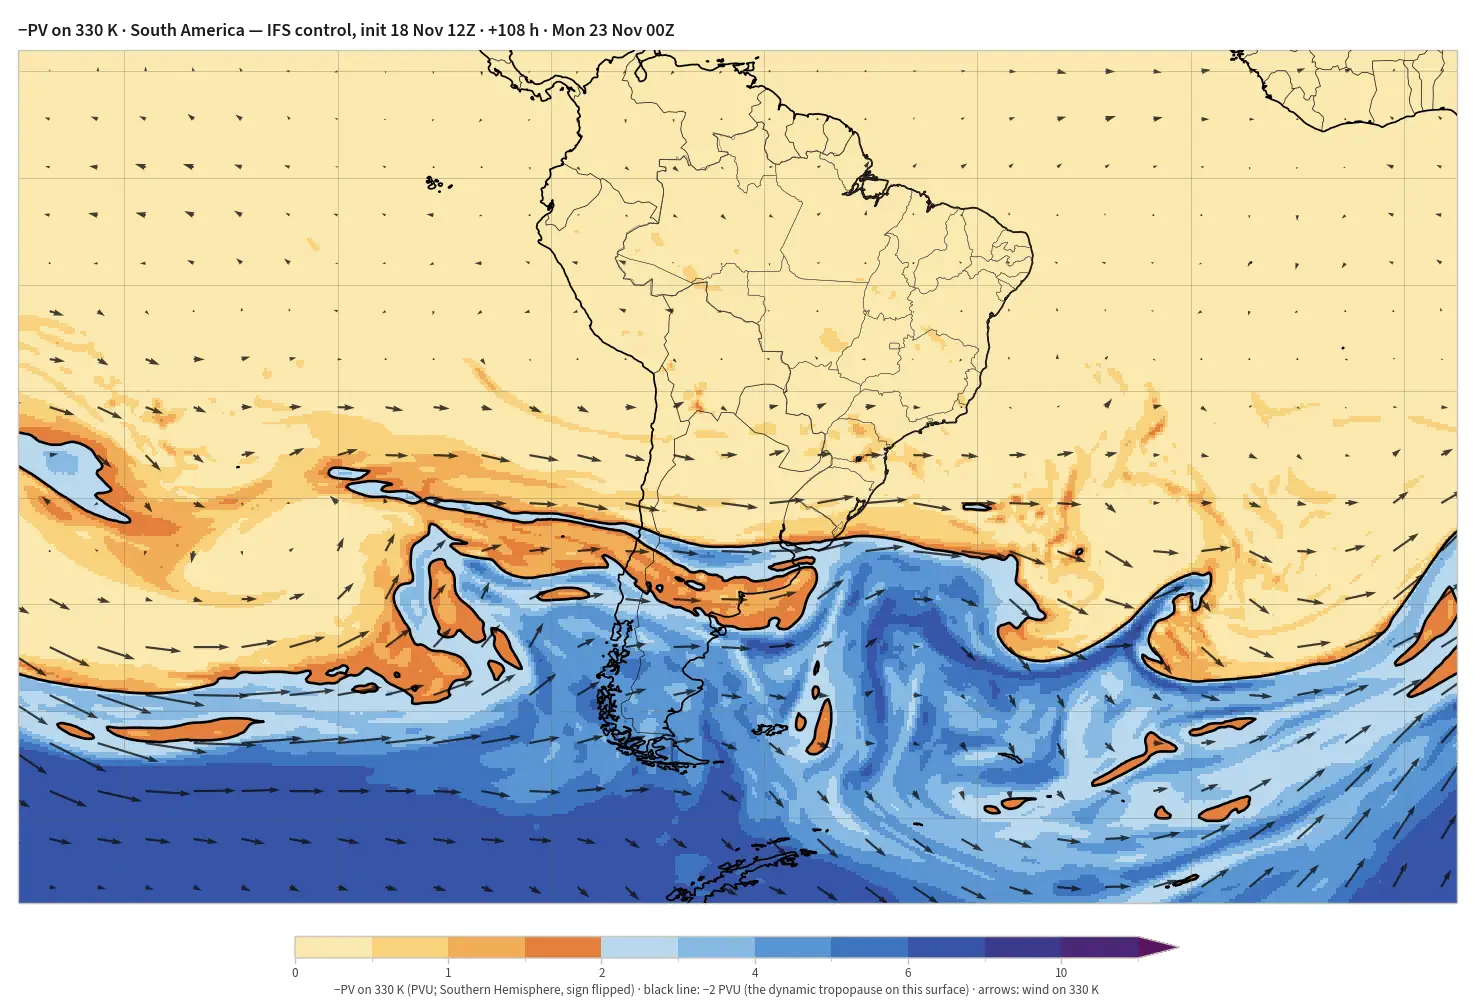 −PV on 330 K · South America — IFS control, init 18 Nov 12Z · +108 h · Mon 23 Nov 00Z
0 1 2 4 6 10
−PV on 330 K (PVU; Southern Hemisphere, sign flipped) · black line: −2 PVU (the dynamic tropopause on this surface) · arrows: wind on 330 K